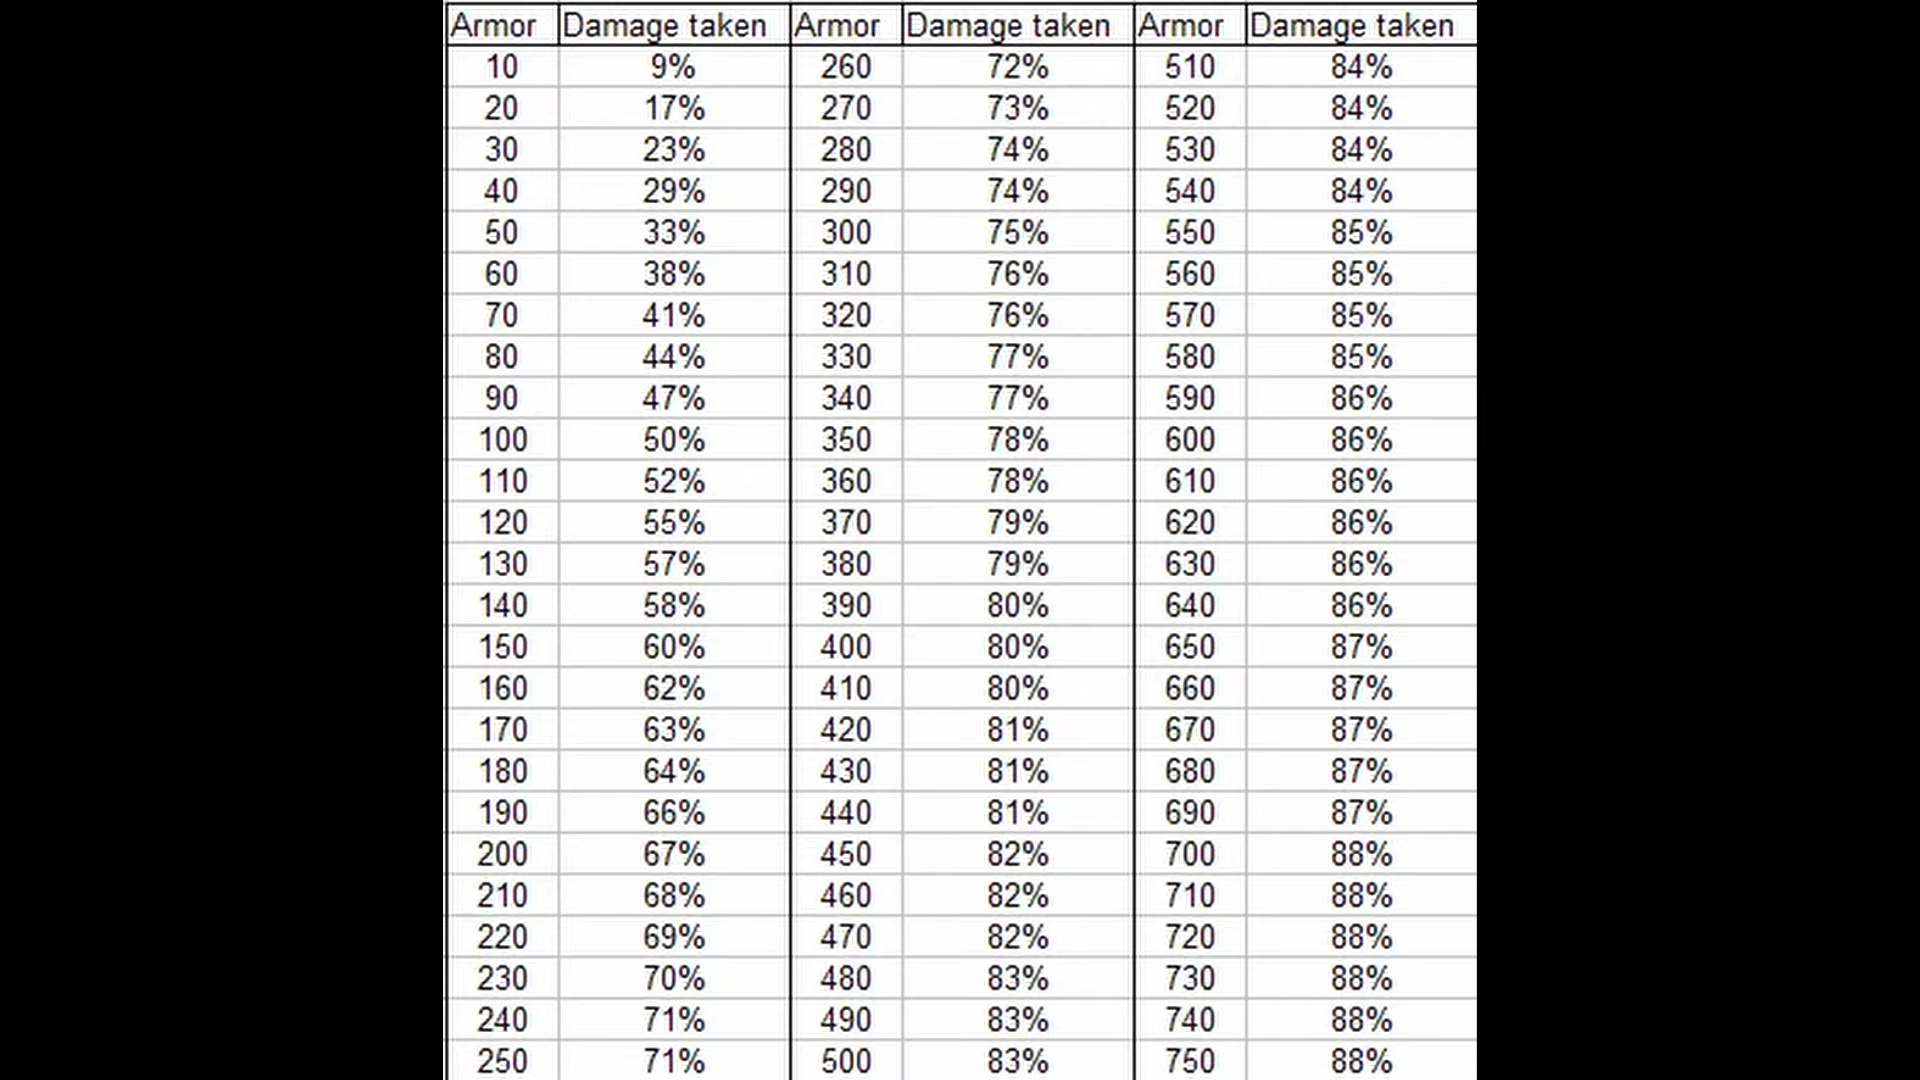 Armor Damage taken Armor Damage taken Armor Damage taken
10 9% 260 72% 510 84%
20 17% 270 73% 520 84%
30 23% 280 74% 530 84%
40 29% 290 74% 540 84%
50 33% 300 75% 550 85%
60 38% 310 76% 560 85%
70 41% 320 76% 570 85%
80 44% 330 77% 580 85%
90 47% 340 77% 590 86%
100 50% 350 78% 600 86%
110 52% 360 78% 610 86%
120 55% 370 79% 620 86%
130 57% 380 79% 630 86%
140 58% 390 80% 640 86%
150 60% 400 80% 650 87%
160 62% 410 80% 660 87%
170 63% 420 81% 670 87%
180 64% 430 81% 680 87%
190 66% 440 81% 690 87%
200 67% 450 82% 700 88%
210 68% 460 82% 710 88%
220 69% 470 82% 720 88%
230 70% 480 83% 730 88%
240 71% 490 83% 740 88%
250 71% 500 83% 750 88%